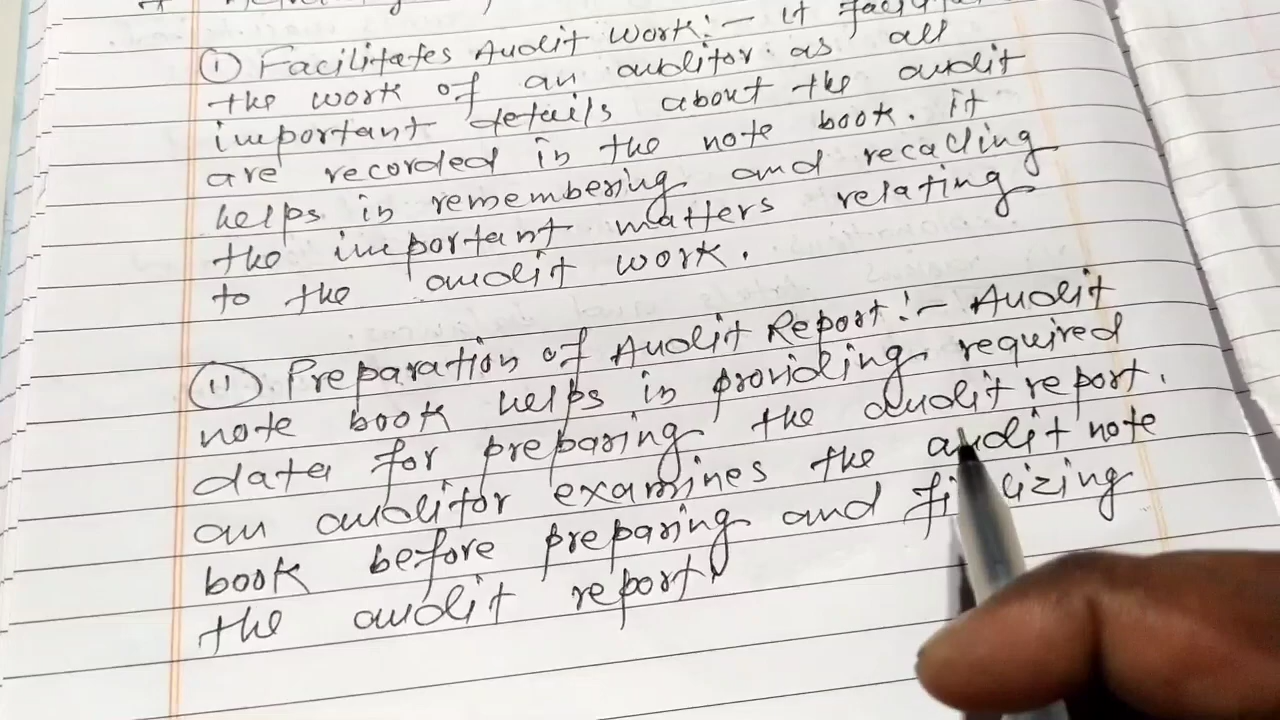 ① Facilitates Audit Work:- it
the work of an auditor as all
important details about the audit
are recorded in the note book. it
helps in remembering and recalling
the important matters relating
to the audit work.
⑪ Preparation of Audit Report:- Audit
note book helps in providing required
data for preparing the audit report.
an auditor examines the audit note
book before preparing and
the audit report.